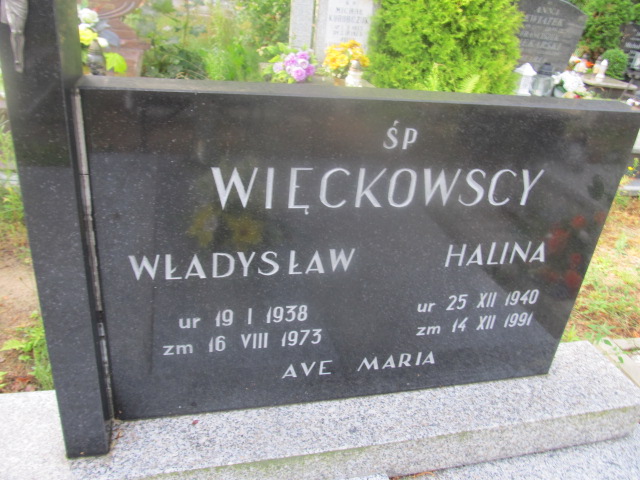 ŚP
WIĘCKOWSCY
WŁADYSŁAW
ur 19 I 1938
zm 16 VIII 1973
HALINA
ur 25 XII 1940
zm 14 XII 1991
AVE MARIA
ANNA